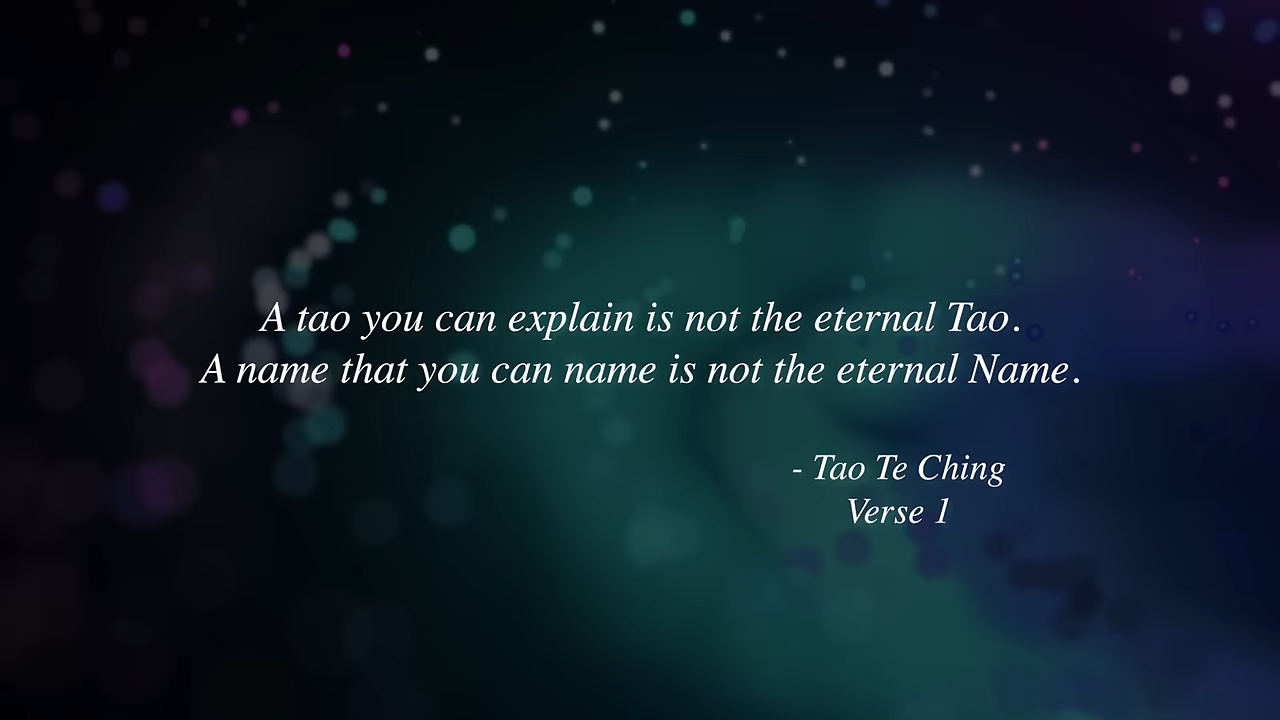 A tao you can explain is not the eternal Tao.
A name that you can name is not the eternal Name.
- Tao Te Ching
Verse 1